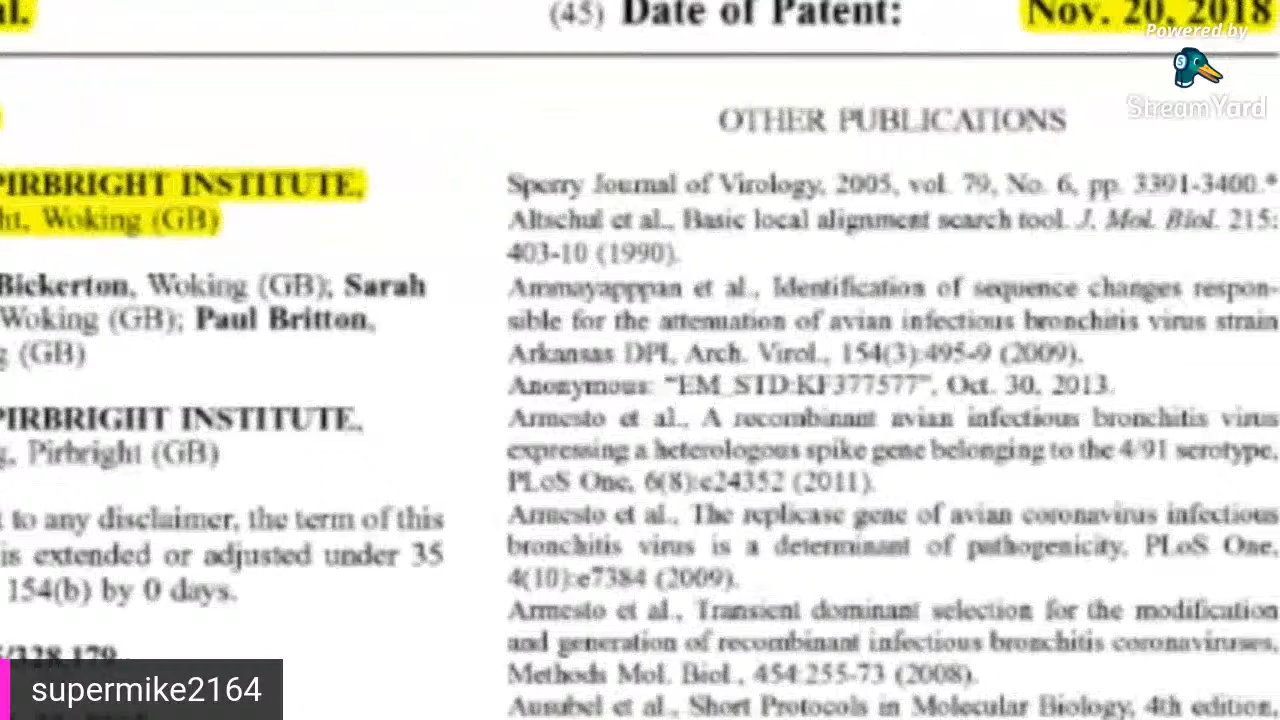 al.
(45) Date of Patent: Nov. 20, 2018
Powered by
StreamYard
PIRBRIGHT INSTITUTE,
ht, Woking (GB)
Bickerton, Woking (GB); Sarah
Woking (GB); Paul Britton,
g (GB)
PIRBRIGHT INSTITUTE,
g, Pirbright (GB)
t to any disclaimer, the term of this
is extended or adjusted under 35
154(b) by 0 days.
/328,179
OTHER PUBLICATIONS
Sperry Journal of Virology, 2005, vol. 79, No. 6, pp. 3391-3400.*
Altschul et al., Basic local alignment search tool. J. Mol. Biol. 215:
403-10 (1990).
Ammayapppan et al., Identification of sequence changes respon-
sible for the attenuation of avian infectious bronchitis virus strain
Arkansas DPI, Arch. Virol., 154(3):495-9 (2009).
Anonymous: "EM_STD:KF377577", Oct. 30, 2013.
Armesto et al., A recombinant avian infectious bronchitis virus
expressing a heterologous spike gene belonging to the 4/91 serotype,
PLoS One, 6(8):e24352 (2011).
Armesto et al., The replicase gene of avian coronavirus infectious
bronchitis virus is a determinant of pathogenicity, PLoS One,
4(10):e7384 (2009).
Armesto et al., Transient dominant selection for the modification
and generation of recombinant infectious bronchitis coronaviruses,
Methods Mol. Biol., 454:255-73 (2008).
Ausubel et al., Short Protocols in Molecular Biology, 4th edition,
supermike2164